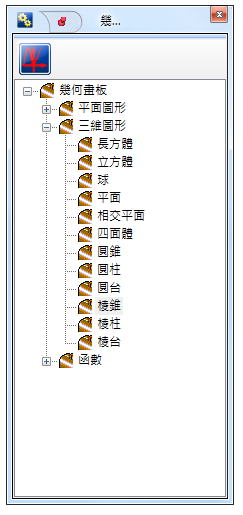 幾...
幾何畫板
平面圖形
三維圖形
長方體
立方體
球
平面
相交平面
四面體
圓錐
圓柱
圓台
棱錐
棱柱
棱台
函數